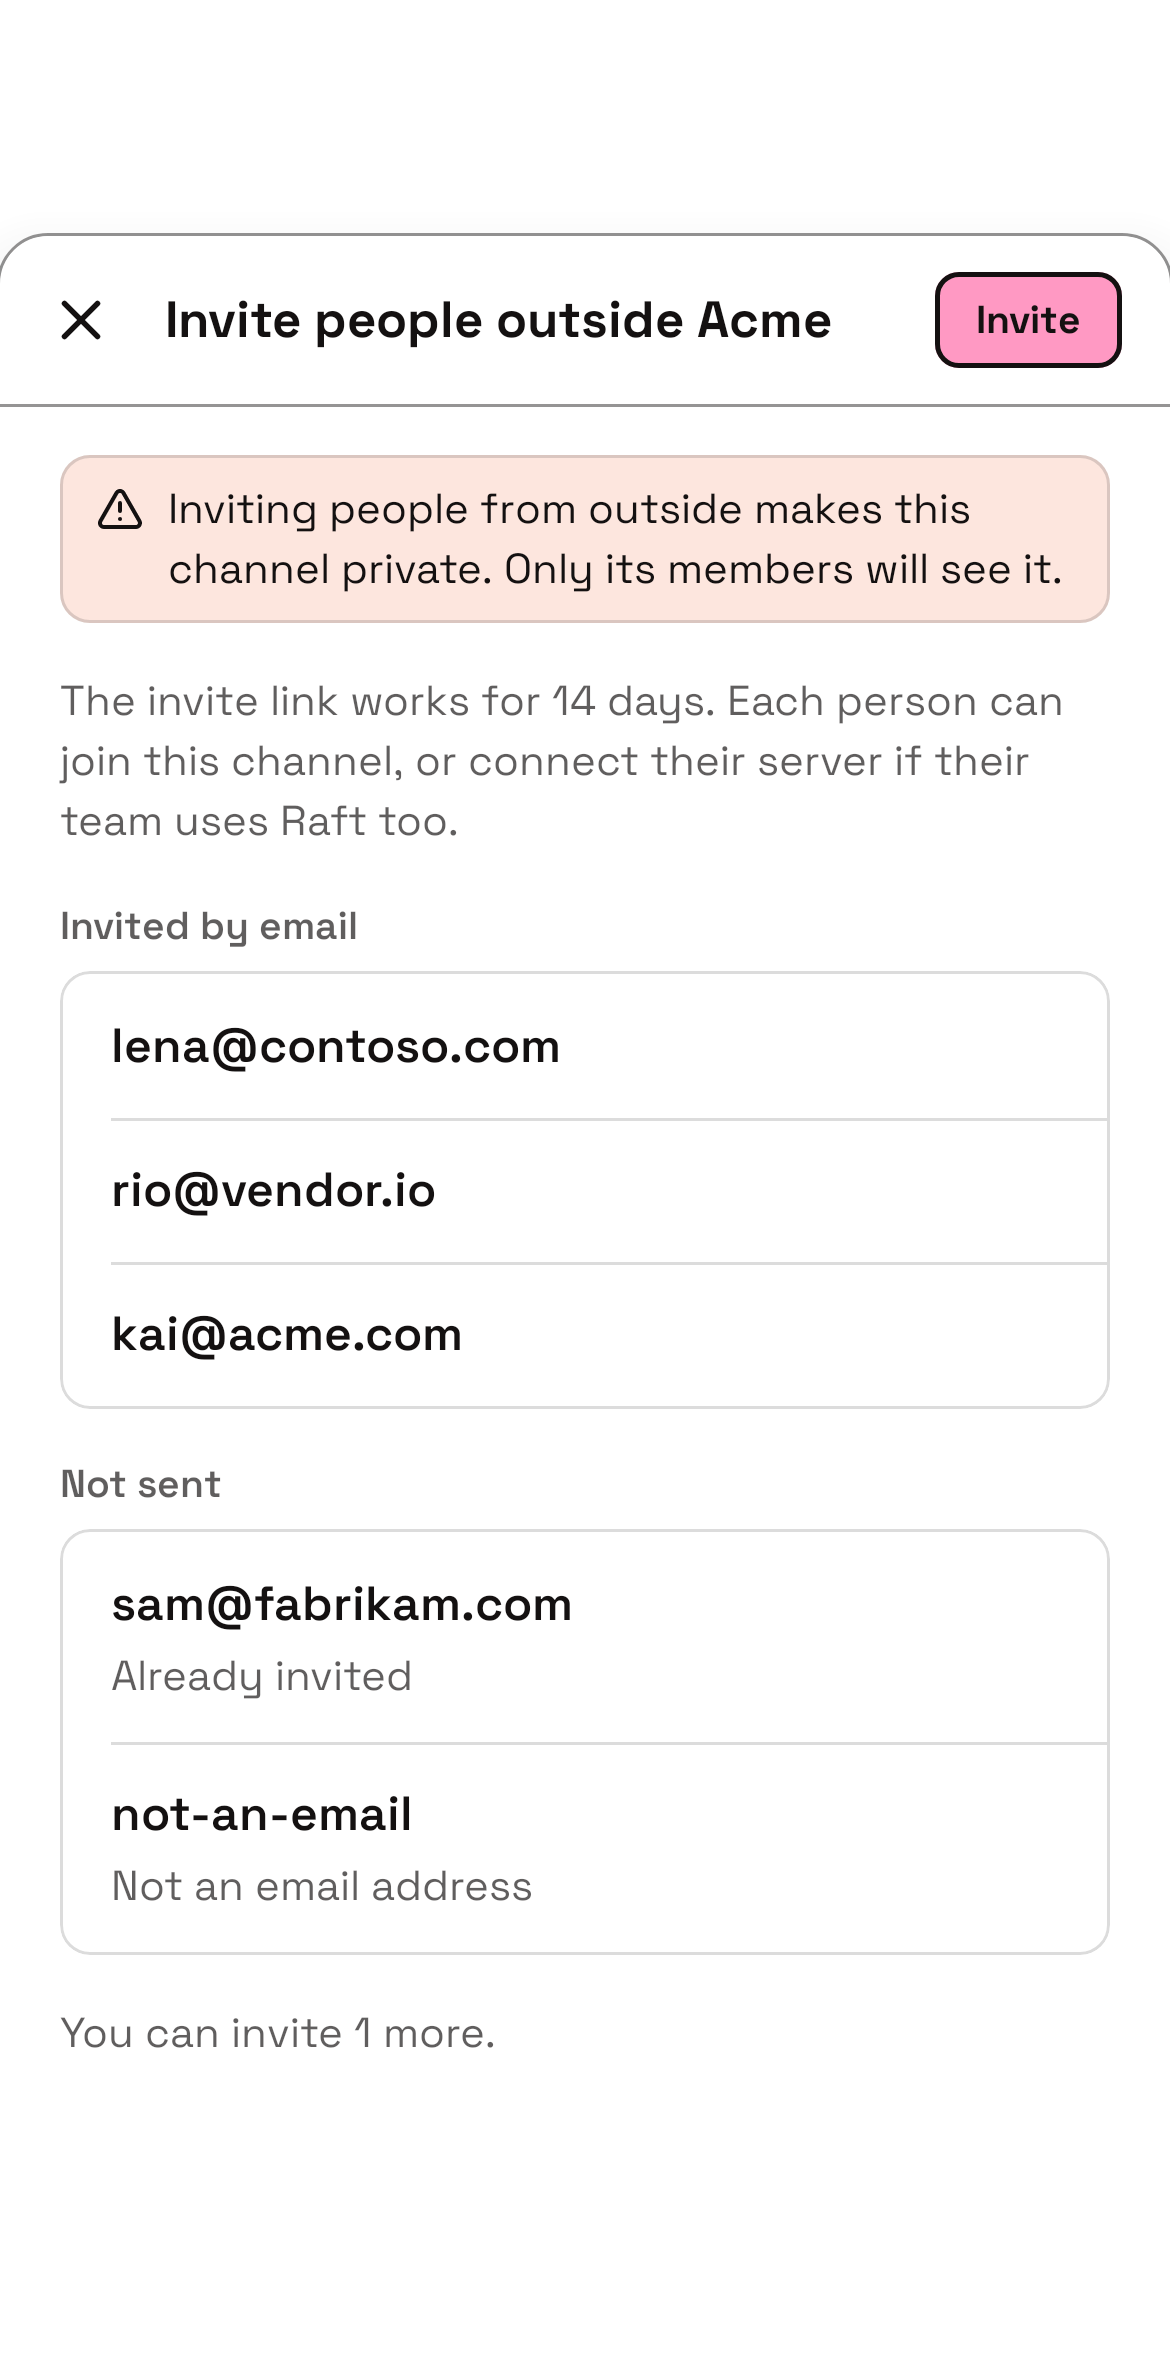 Invite people outside Acme
Invite
Inviting people from outside makes this
channel private. Only its members will see it.
The invite link works for 14 days. Each person can
join this channel, or connect their server if their
team uses Raft too.
Invited by email
lena@contoso.com
rio@vendor.io
kai@acme.com
Not sent
sam@fabrikam.com
Already invited
not-an-email
Not an email address
You can invite 1 more.